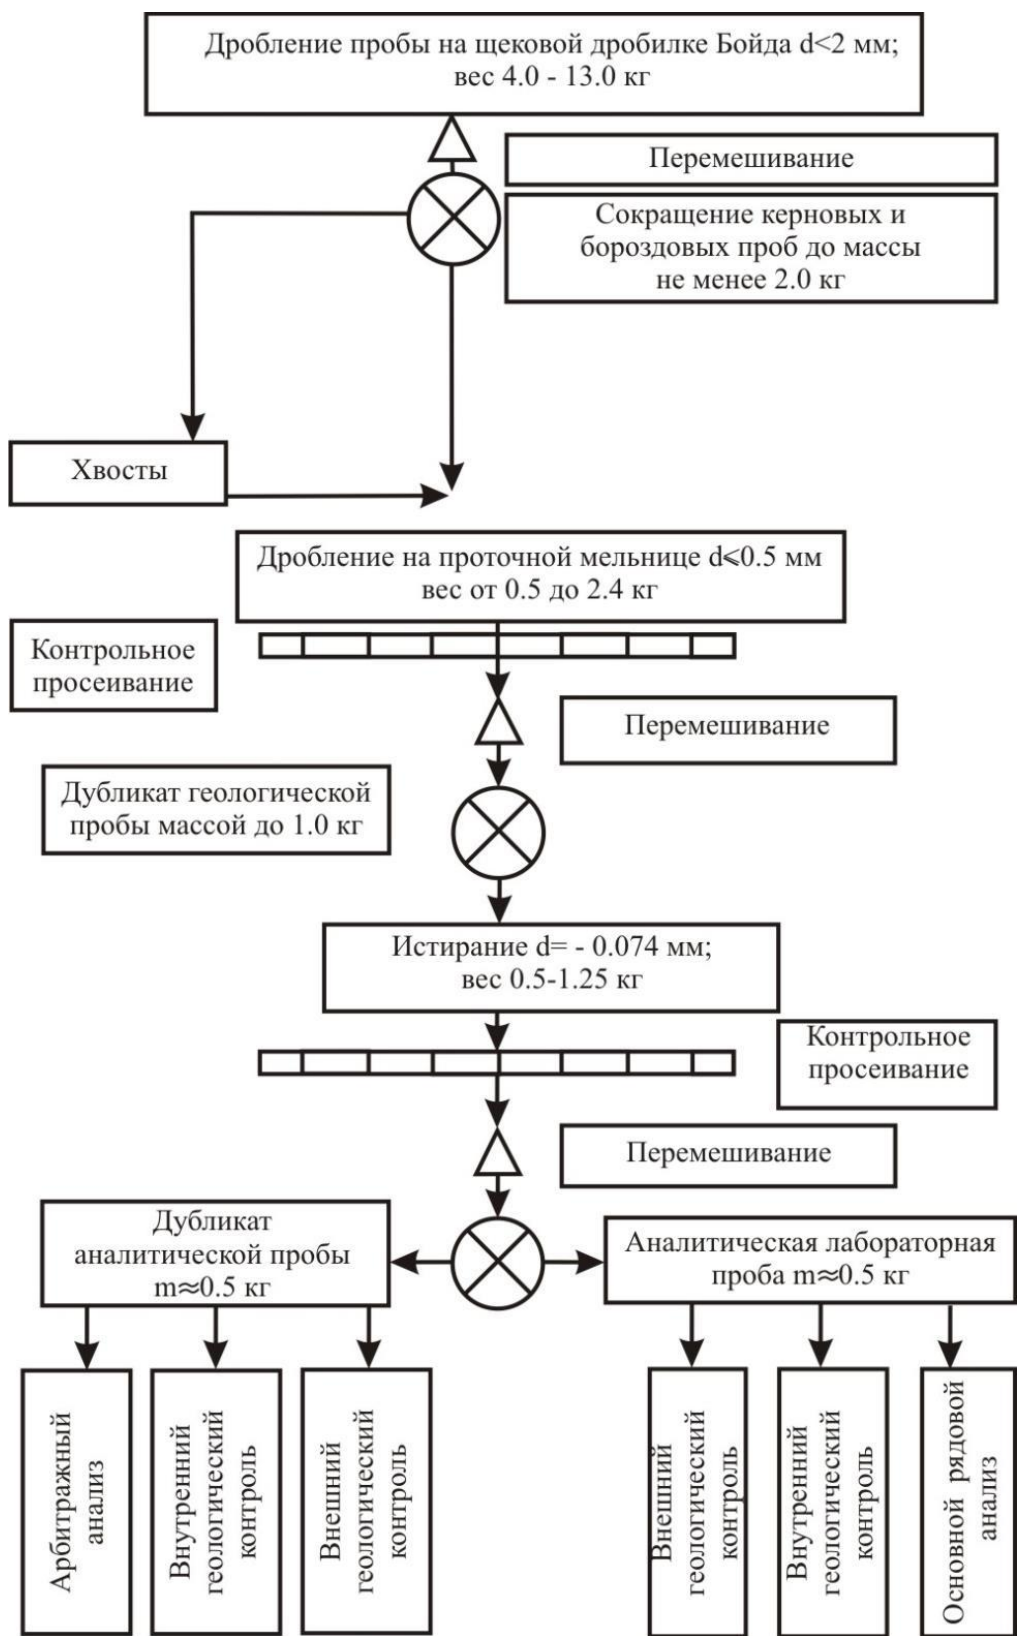 Дробление пробы на щековой дробилке Бойда d<2 мм;
вес 4.0 - 13.0 кг
Перемешивание
Сокращение керновых и
бороздовых проб до массы
не менее 2.0 кг
Хвосты
Дробление на проточной мельнице d⩽0.5 мм
вес от 0.5 до 2.4 кг
Контрольное
просеивание
Перемешивание
Дубликат геологической
пробы массой до 1.0 кг
Истирание d= - 0.074 мм;
вес 0.5-1.25 кг
Контрольное
просеивание
Перемешивание
Дубликат
аналитической пробы
m≈0.5 кг
Аналитическая лабораторная
проба m≈0.5 кг
Арбитражный
анализ
Внутренний
геологический
контроль
Внешний
геологический
контроль
Внешний
геологический
контроль
Внутренний
геологический
контроль
Основной рядовой
анализ